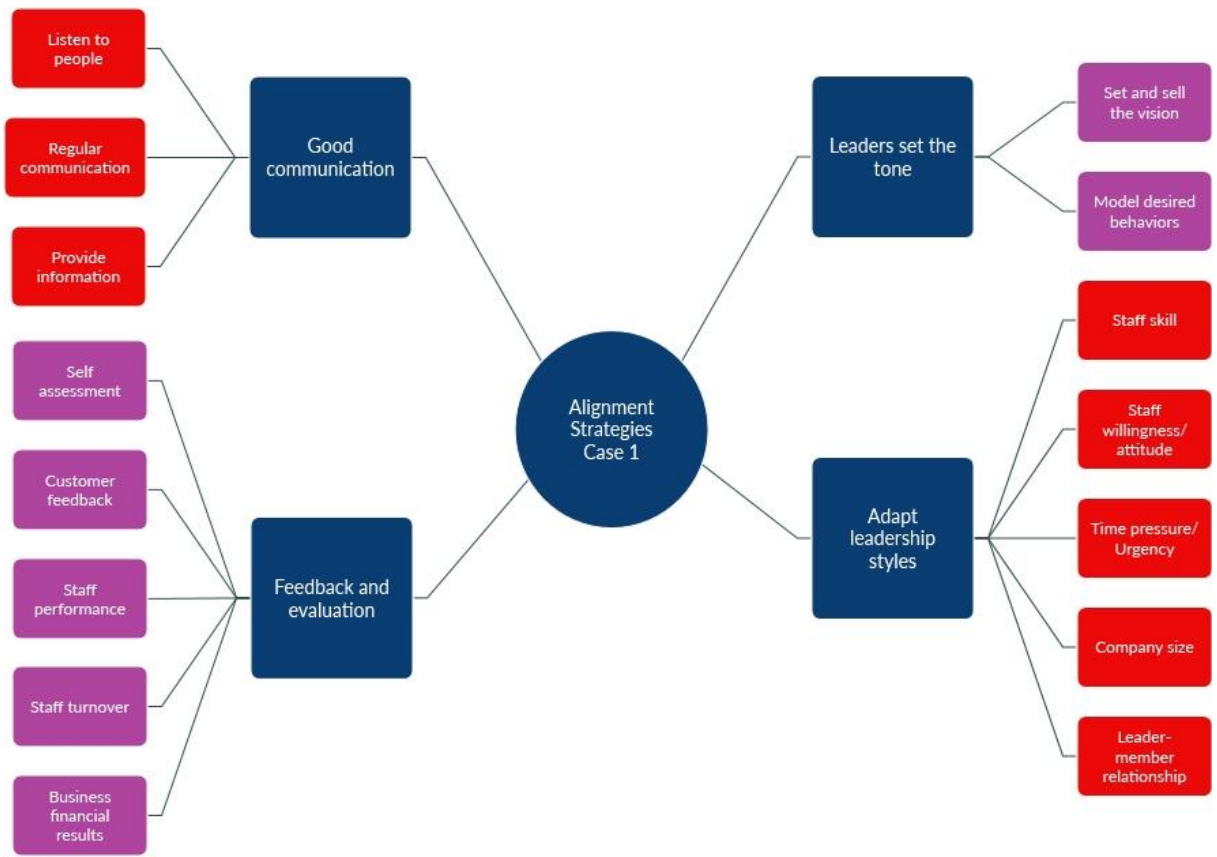 Listen to
people
Regular
communication
Provide
information
Good
communication
Self
assessment
Customer
feedback
Staff
performance
Staff turnover
Business
financial
results
Feedback and
evaluation
Alignment
Strategies
Case 1
Leaders set the
tone
Set and sell
the vision
Model desired
behaviors
Adapt
leadership
styles
Staff skill
Staff
willingness/
attitude
Time pressure/
Urgency
Company size
Leader-
member
relationship